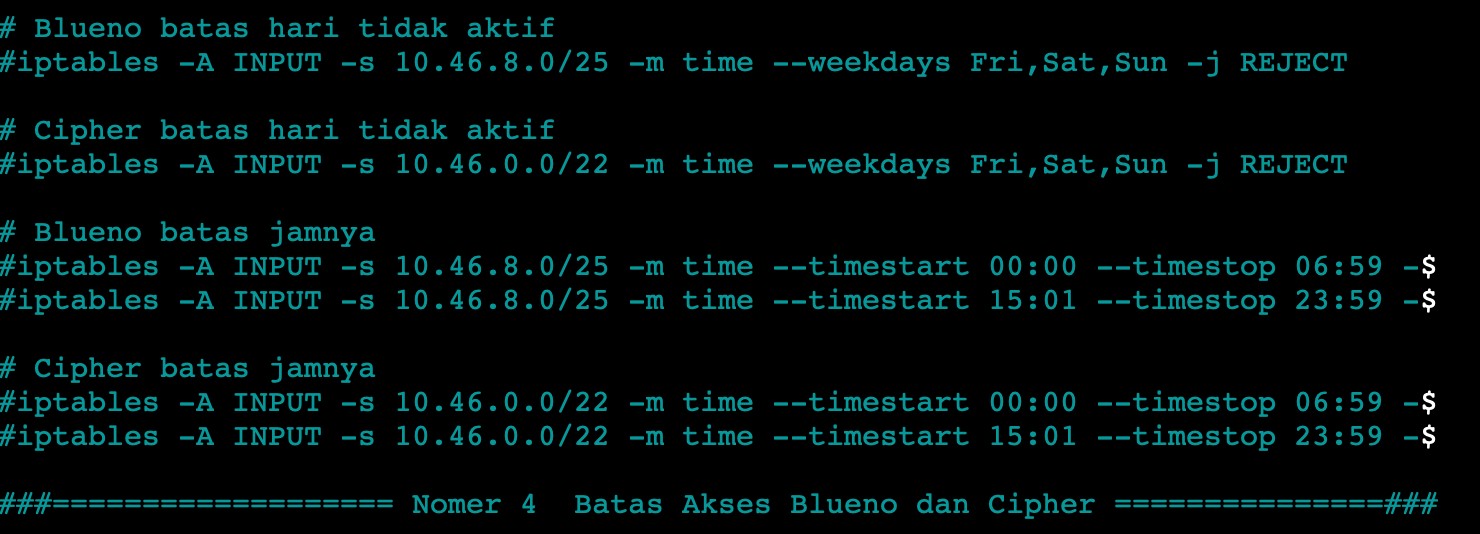 # Blueno batas hari tidak aktif
#iptables -A INPUT -s 10.46.8.0/25 -m time --weekdays Fri,Sat,Sun -j REJECT
# Cipher batas hari tidak aktif
#iptables -A INPUT -s 10.46.0.0/22 -m time --weekdays Fri,Sat,Sun -j REJECT
# Blueno batas jamnya
#iptables -A INPUT -s 10.46.8.0/25 -m time --timestart 00:00 --timestop 06:59 -$
#iptables -A INPUT -s 10.46.8.0/25 -m time --timestart 15:01 --timestop 23:59 -$
# Cipher batas jamnya
#iptables -A INPUT -s 10.46.0.0/22 -m time --timestart 00:00 --timestop 06:59 -$
#iptables -A INPUT -s 10.46.0.0/22 -m time --timestart 15:01 --timestop 23:59 -$
###=================== Nomer 4  Batas Akses Blueno dan Cipher ===============###